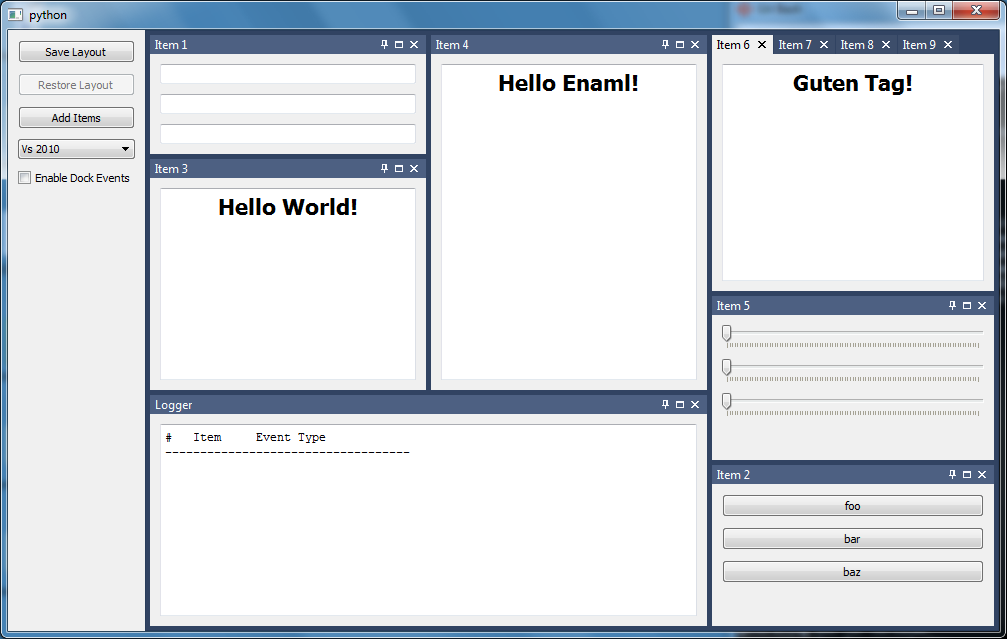 python
Save Layout
Restore Layout
Add Items
Vs 2010
Enable Dock Events
Item 1
Item 3
Hello World!
Item 4
Hello Enaml!
Logger
#   Item     Event Type
-----------------------------------
Item 6 Item 7 Item 8 Item 9
Guten Tag!
Item 5
Item 2
foo
bar
baz